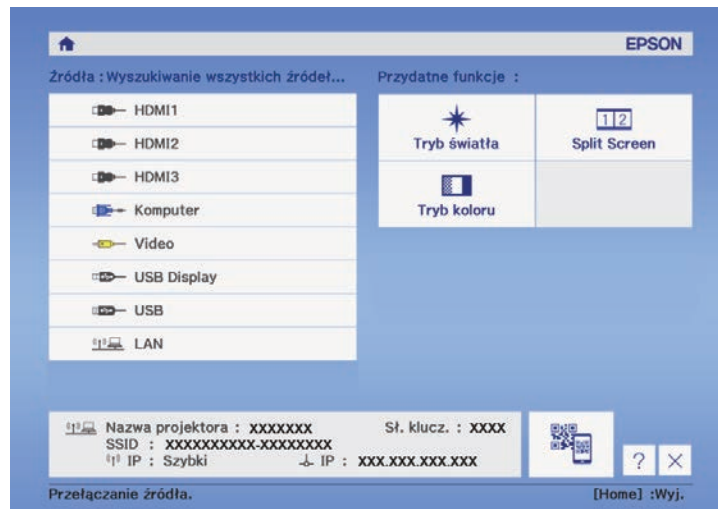 EPSON
Źródła : Wyszukiwanie wszystkich źródeł...
HDMI1
HDMI2
HDMI3
Komputer
Video
USB Display
USB
LAN
Przydatne funkcje :
Tryb światła
1 2
Split Screen
Tryb koloru
Nazwa projektora : XXXXXXX
Sł. klucz. : XXXX
SSID : XXXXXXXXXX-XXXXXXXX
IP : Szybki
IP : XXX.XXX.XXX.XXX
?
Przełączanie źródła.
[Home] :Wyj.